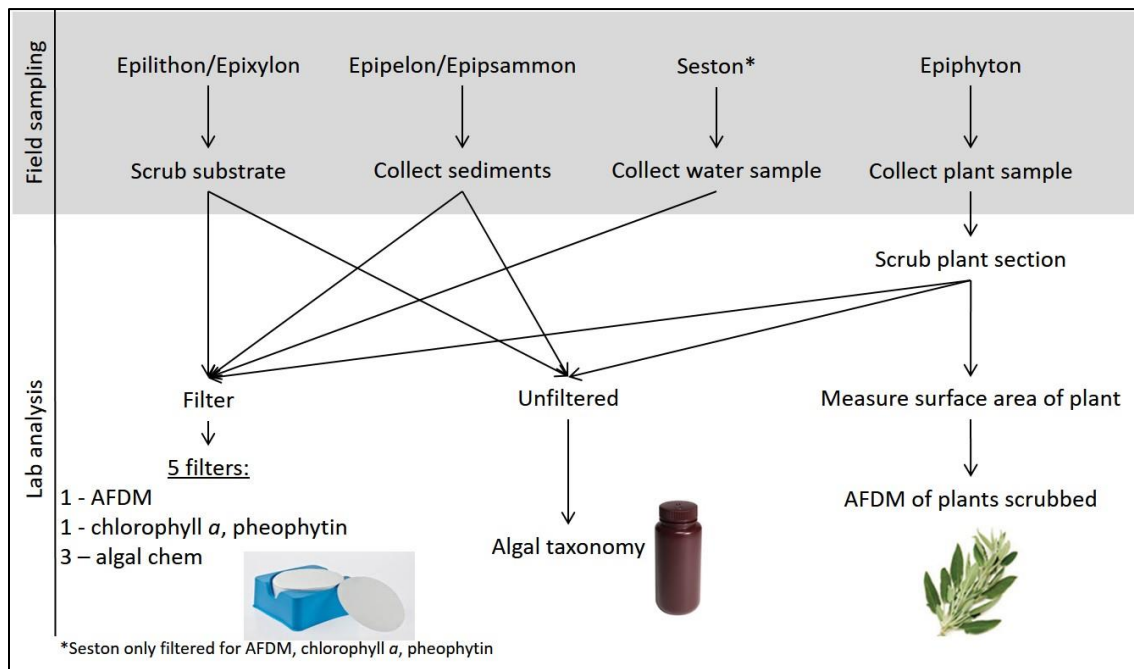 Field sampling
Epilithon/Epixylon
Epipelon/Epipsammon
Seston*
Epiphyton
Scrub substrate
Collect sediments
Collect water sample
Collect plant sample
Lab analysis
Scrub plant section
Filter
Unfiltered
Measure surface area of plant
5 filters:
1 - AFDM
1 - chlorophyll a, pheophytin
3 – algal chem
Algal taxonomy
AFDM of plants scrubbed
*Seston only filtered for AFDM, chlorophyll a, pheophytin